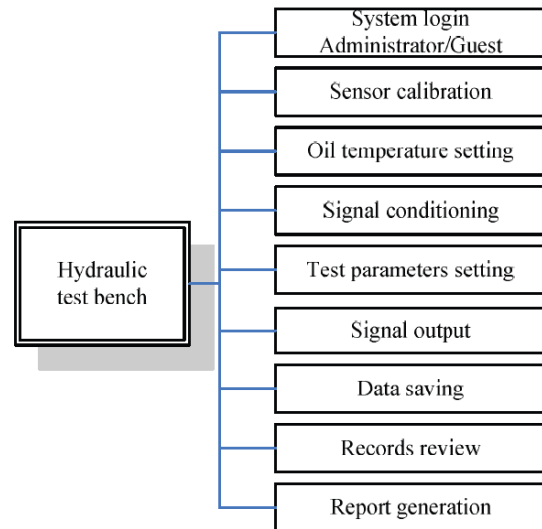 System login
Administrator/Guest
Sensor calibration
Oil temperature setting
Signal conditioning
Hydraulic
test bench
Test parameters setting
Signal output
Data saving
Records review
Report generation